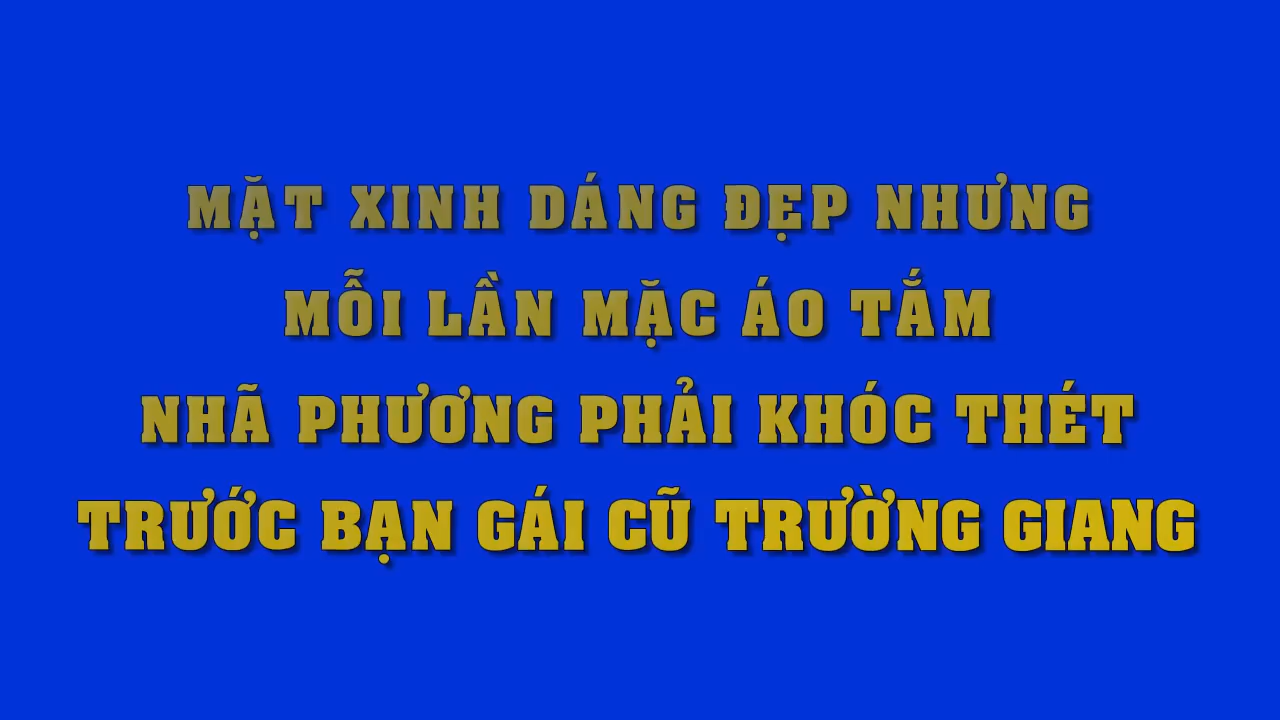 MẶT XINH DÁNG ĐẸP NHƯNG
MỖI LẦN MẶC ÁO TẮM
NHÃ PHƯƠNG PHẢI KHÓC THÉT
TRƯỚC BẠN GÁI CŨ TRƯỜNG GIANG